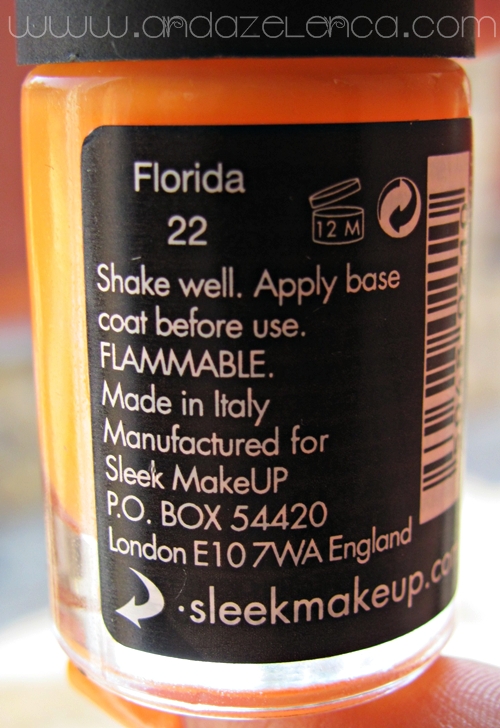 www.andazelenca.com
Florida
22
12 M
Shake well. Apply base
coat before use.
FLAMMABLE.
Made in Italy
Manufactured for
Sleek MakeUP
P.O. BOX 54420
London E10 7WA England
·sleekmakeup.co